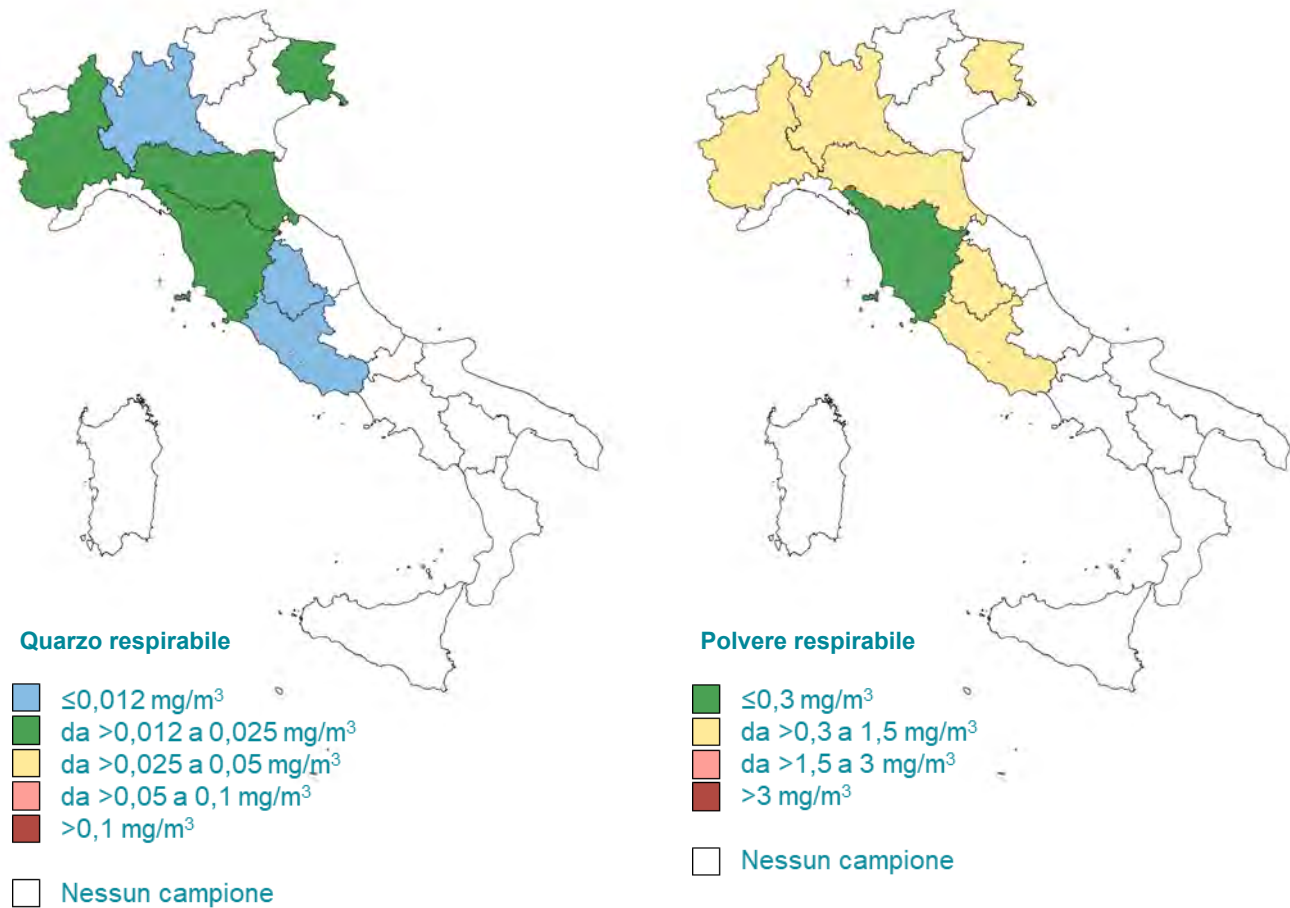 Quarzo respirabile
≤0,012 mg/m³
da >0,012 a 0,025 mg/m³
da >0,025 a 0,05 mg/m³
da >0,05 a 0,1 mg/m³
>0,1 mg/m³
Nessun campione
Polvere respirabile
≤0,3 mg/m³
da >0,3 a 1,5 mg/m³
da >1,5 a 3 mg/m³
>3 mg/m³
Nessun campione